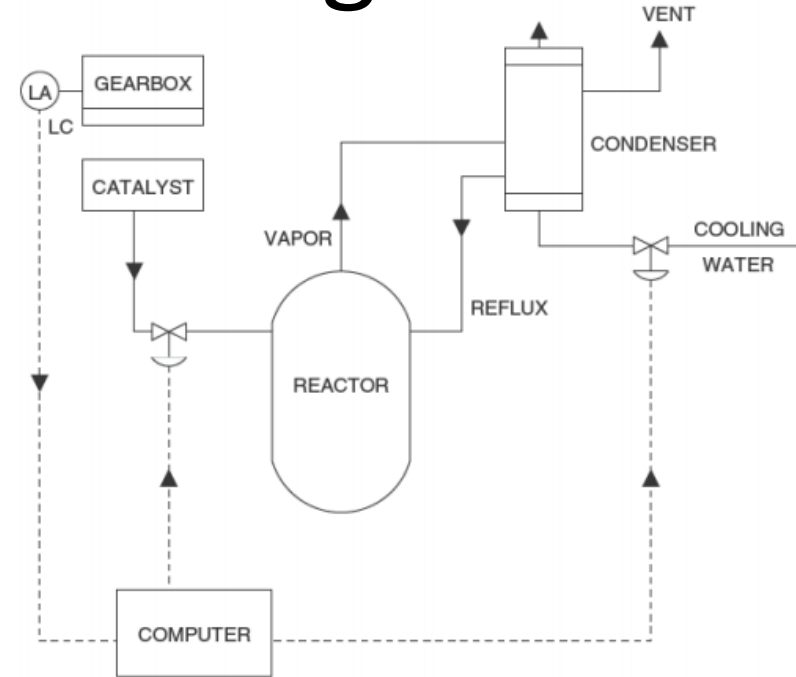 g
VENT
GEARBOX
LA
LC
CONDENSER
CATALYST
COOLING
WATER
VAPOR
REFLUX
REACTOR
COMPUTER